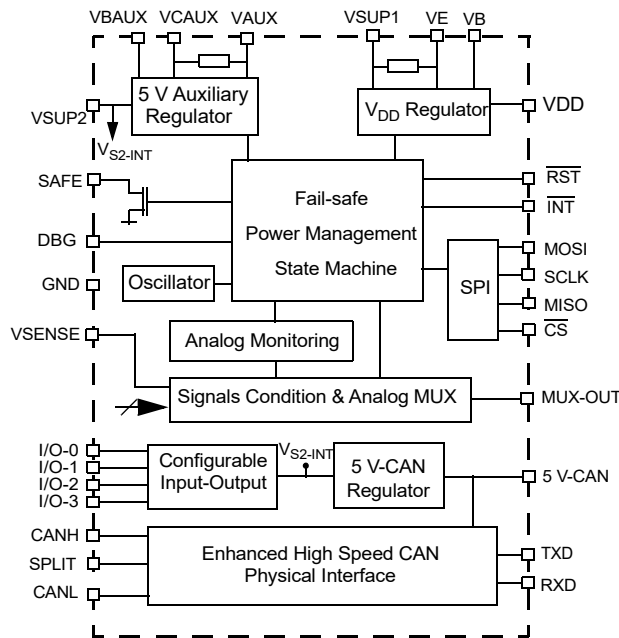 VBAUX VCAUX VAUX VSUP1 VE VB
5 V Auxiliary
Regulator
VDD Regulator
VDD
VSUP2
VS2-INT
SAFE
RST
Fail-safe
INT
Power Management
DBG
MOSI
State Machine
SPI
SCLK
GND
Oscillator
MISO
CS
VSENSE
Analog Monitoring
Signals Condition & Analog MUX
MUX-OUT
I/O-0
I/O-1
I/O-2
I/O-3
Configurable
Input-Output
VS2-INT
5 V-CAN
Regulator
5 V-CAN
CANH
SPLIT
CANL
Enhanced High Speed CAN
Physical Interface
TXD
RXD